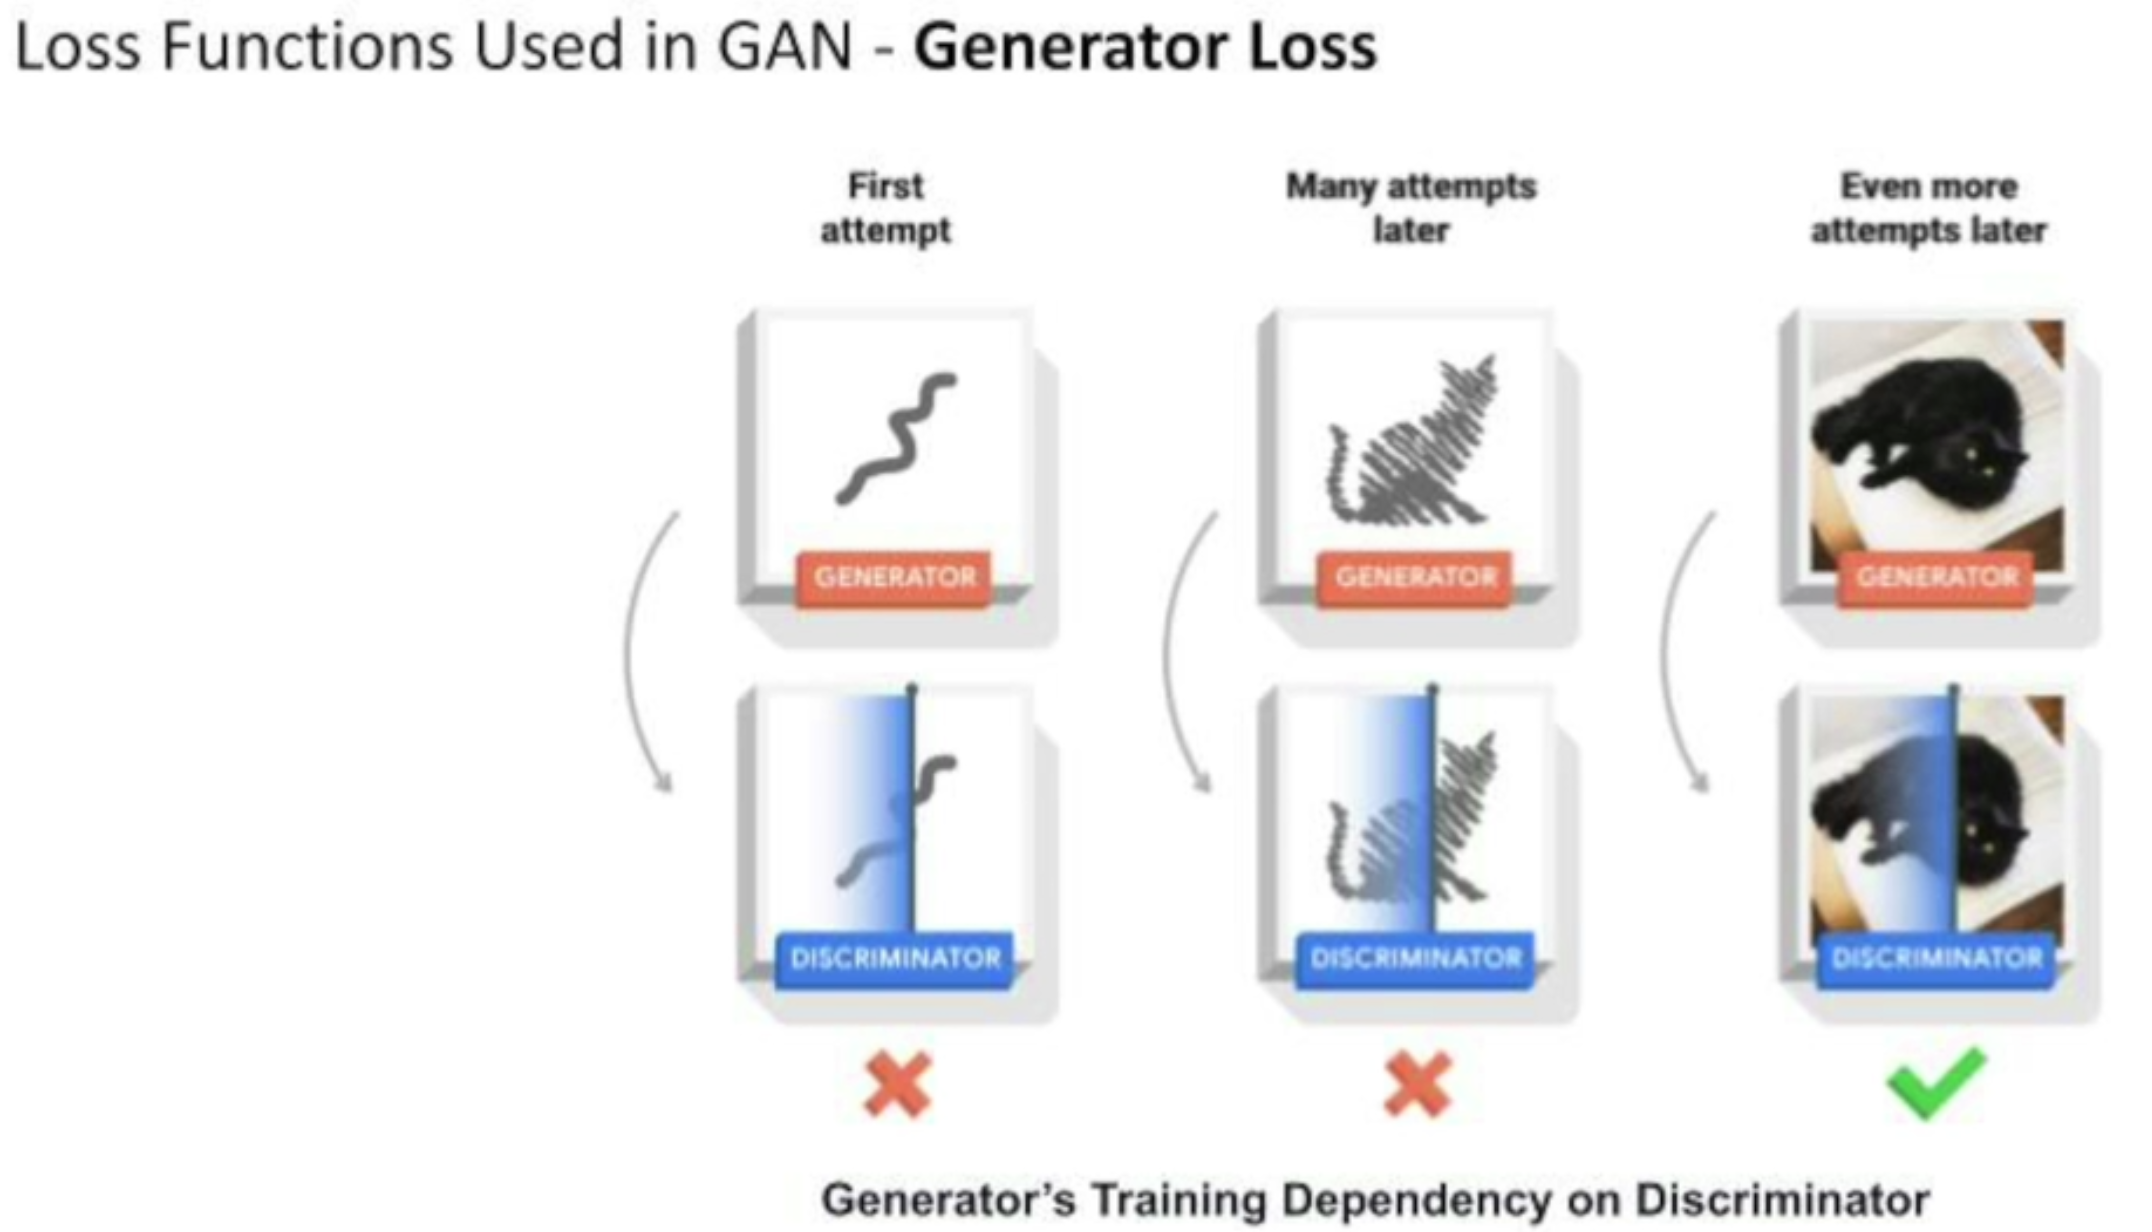 Loss Functions Used in GAN - Generator Loss
First
attempt
Many attempts
later
Even more
attempts later
GENERATOR
GENERATOR
GENERATOR
DISCRIMINATOR
DISCRIMINATOR
DISCRIMINATOR
Generator's Training Dependency on Discriminator